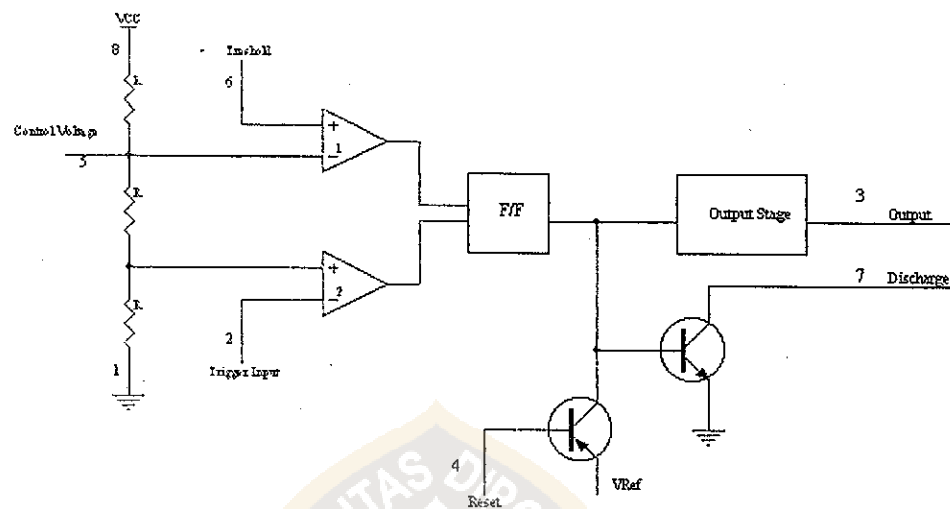 VCC
8
R
6
Control Voltage
5
+
-
1
R
F/F
Output Stage
3
Output
+
-
2
R
7
Discharge
2
1
Trigger Input
4
VRef
Reset